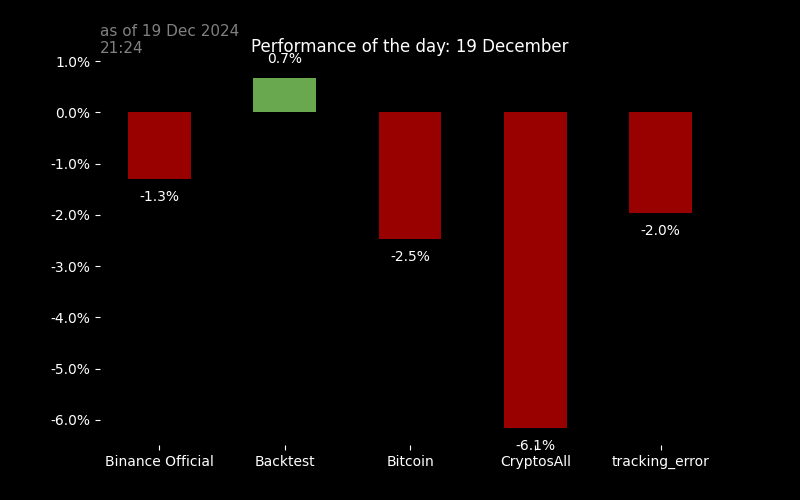 as of 19 Dec 2024
21:24
Performance of the day: 19 December
1.0%
0.0%
-1.0%
-2.0%
-3.0%
-4.0%
-5.0%
-6.0%
-1.3%
0.7%
-2.5%
-6.1%
-2.0%
Binance Official
Backtest
Bitcoin
CryptosAll
tracking_error